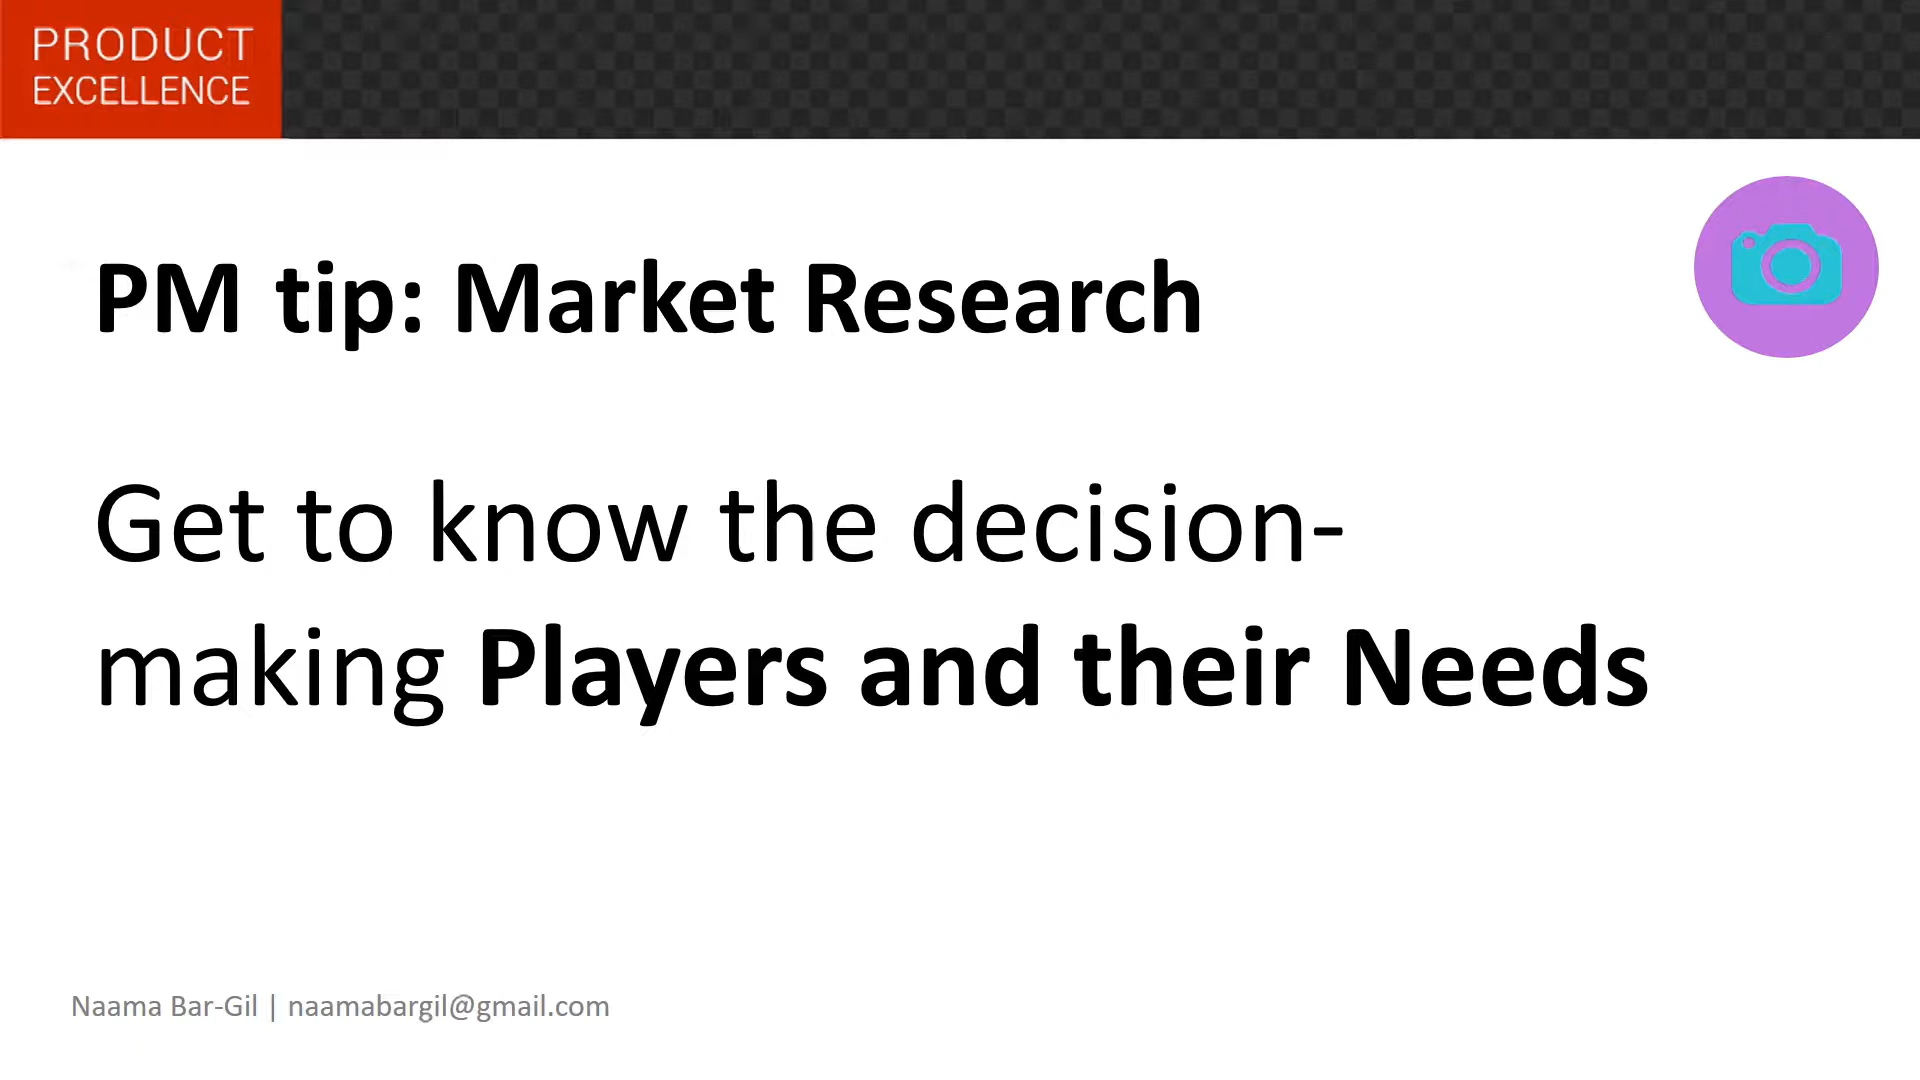 PRODUCT
EXCELLENCE
PM tip: Market Research
Get to know the decision-
making Players and their Needs
Naama Bar-Gil | naamabargil@gmail.com